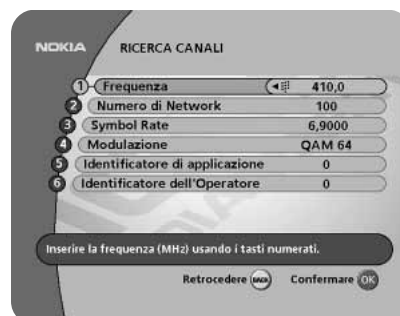 NOKIA RICERCA CANALI
1 Frequenza 410,0
2 Numero di Network 100
3 Symbol Rate 6,9000
4 Modulazione QAM 64
5 Identificatore di applicazione 0
6 Identificatore dell'Operatore 0
Inserire la frequenza (MHz) usando i tasti numerati.
Retrocedere BACK Confermare OK